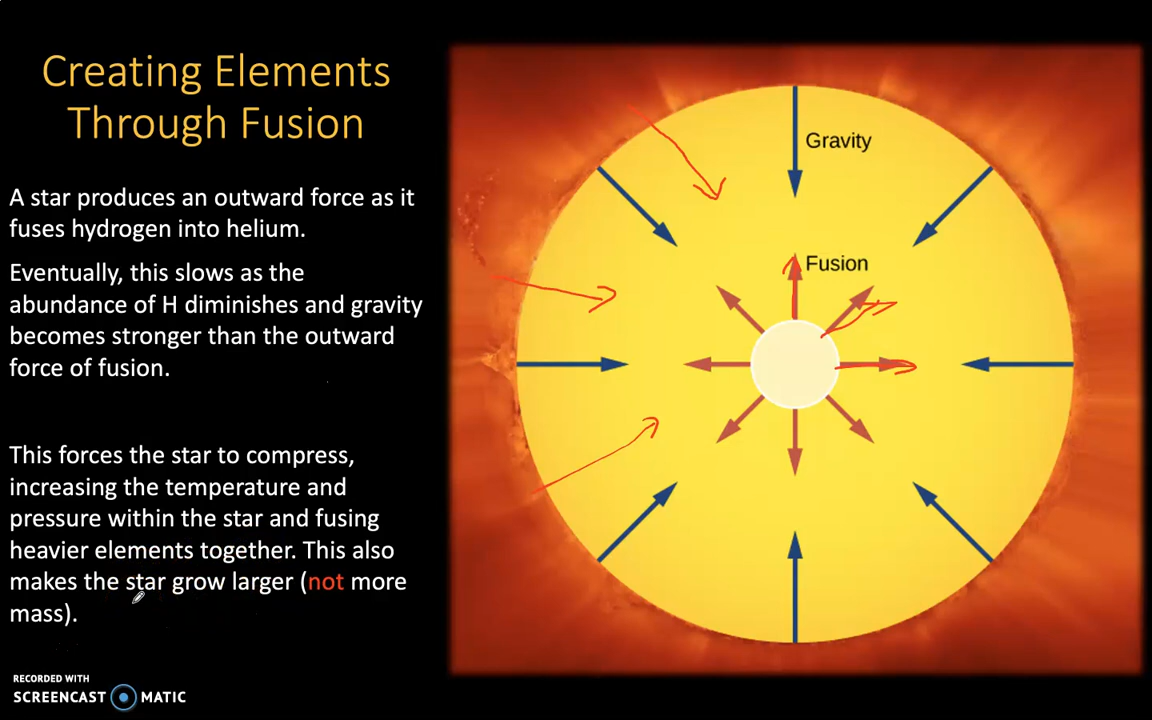 Creating Elements
Through Fusion
A star produces an outward force as it
fuses hydrogen into helium.
Eventually, this slows as the
abundance of H diminishes and gravity
becomes stronger than the outward
force of fusion.
This forces the star to compress,
increasing the temperature and
pressure within the star and fusing
heavier elements together. This also
makes the star grow larger (not more
mass).
Gravity
Fusion
RECORDED WITH
SCREENCAST MATIC